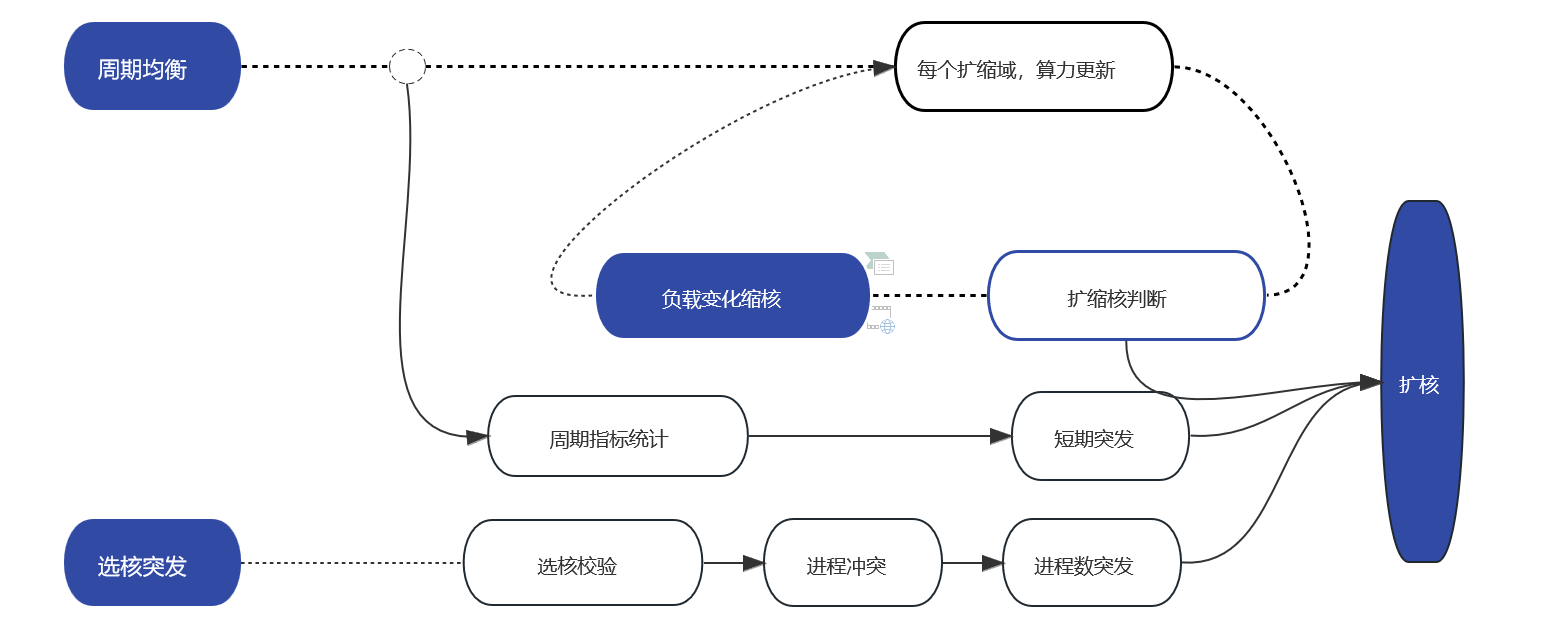 周期均衡
每个扩缩域，算力更新
负载变化缩核
扩缩核判断
扩核
周期指标统计
短期突发
选核突发
选核校验
进程冲突
进程数突发